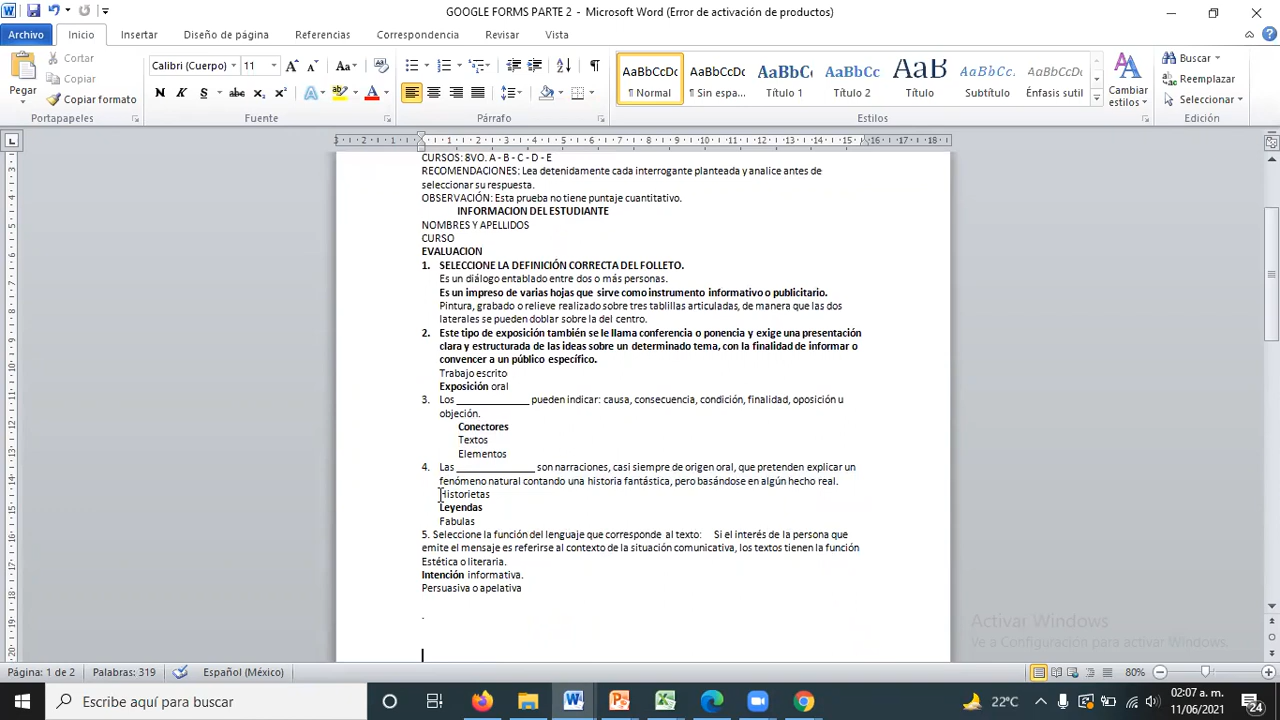 GOOGLE FORMS PARTE 2 - Microsoft Word (Error de activación de productos)
Archivo Inicio Insertar Diseño de página Referencias Correspondencia Revisar Vista
Pegar
Cortar
Copiar
Copiar formato
Portapapeles
Calibri (Cuerpo) 11
N K S abc x₂ x²
Fuente
Párrafo
AaBbCcDc AaBbCcDc AaBbC AaBbCc AaB AaBbCc. AaBbCcDc
¶ Normal ¶ Sin espa... Título 1 Título 2 Título Subtítulo Énfasis sutil
Estilos
Cambiar estilos
Buscar
Reemplazar
Seleccionar
Edición
CURSOS: 8VO. A - B - C - D - E
RECOMENDACIONES: Lea detenidamente cada interrogante planteada y analice antes de
seleccionar su respuesta.
OBSERVACIÓN: Esta prueba no tiene puntaje cuantitativo.
INFORMACION DEL ESTUDIANTE
NOMBRES Y APELLIDOS
CURSO
EVALUACION
1. SELECCIONE LA DEFINICIÓN CORRECTA DEL FOLLETO.
Es un diálogo entablado entre dos o más personas.
Es un impreso de varias hojas que sirve como instrumento informativo o publicitario.
Pintura, grabado o relieve realizado sobre tres tablillas articuladas, de manera que las dos
laterales se pueden doblar sobre la del centro.
2. Este tipo de exposición también se le llama conferencia o ponencia y exige una presentación
clara y estructurada de las ideas sobre un determinado tema, con la finalidad de informar o
convencer a un público específico.
Trabajo escrito
Exposición oral
3. Los ______________ pueden indicar: causa, consecuencia, condición, finalidad, oposición u
objeción.
Conectores
Textos
Elementos
4. Las _______________ son narraciones, casi siempre de origen oral, que pretenden explicar un
fenómeno natural contando una historia fantástica, pero basándose en algún hecho real.
Historietas
Leyendas
Fabulas
5. Seleccione la función del lenguaje que corresponde al texto: Si el interés de la persona que
emite el mensaje es referirse al contexto de la situación comunicativa, los textos tienen la función
Estética o literaria.
Intención informativa.
Persuasiva o apelativa
.
Activar Windows
Ve a Configuración para activar Windows.
Página: 1 de 2 Palabras: 319 Español (México) 80%
Escribe aquí para buscar
22°C
02:07 a. m.
11/06/2021
24